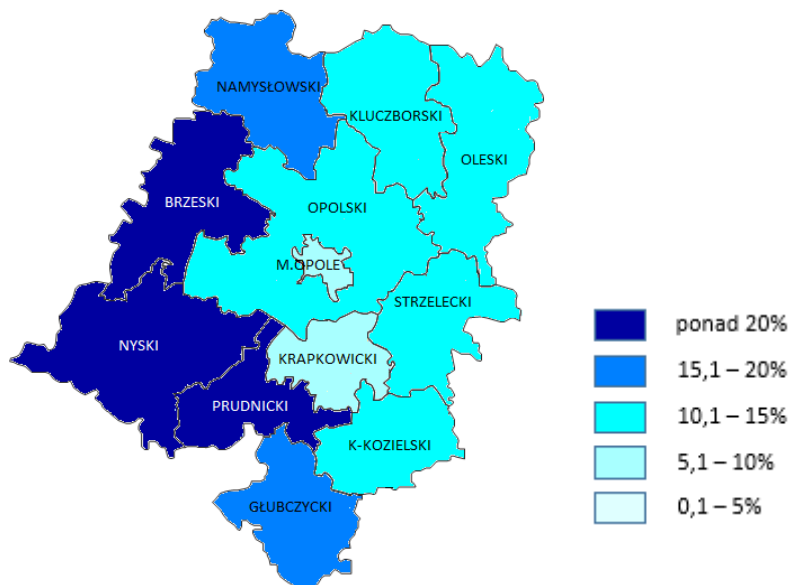 NAMYSŁOWSKI
KLUCZBORSKI
OLESKI
BRZESKI
OPOLSKI
M.OPOLE
STRZELECKI
NYSKI
KRAPKOWICKI
PRUDNICKI
K-KOZIELSKI
GŁUBCZYCKI
ponad 20%
15,1 – 20%
10,1 – 15%
5,1 – 10%
0,1 – 5%